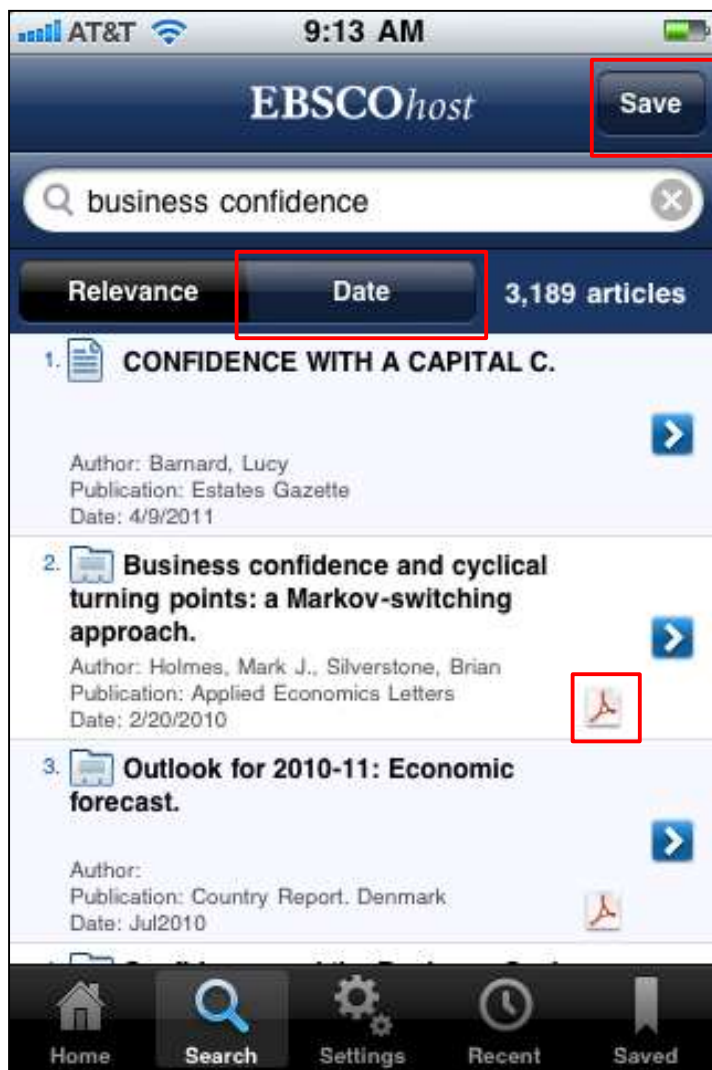 AT&T 9:13 AM
EBSCOhost Save
business confidence
Relevance Date 3,189 articles
1. CONFIDENCE WITH A CAPITAL C.
Author: Barnard, Lucy
Publication: Estates Gazette
Date: 4/9/2011
2. Business confidence and cyclical
turning points: a Markov-switching
approach.
Author: Holmes, Mark J., Silverstone, Brian
Publication: Applied Economics Letters
Date: 2/20/2010
3. Outlook for 2010-11: Economic
forecast.
Author:
Publication: Country Report. Denmark
Date: Jul2010
Home Search Settings Recent Saved